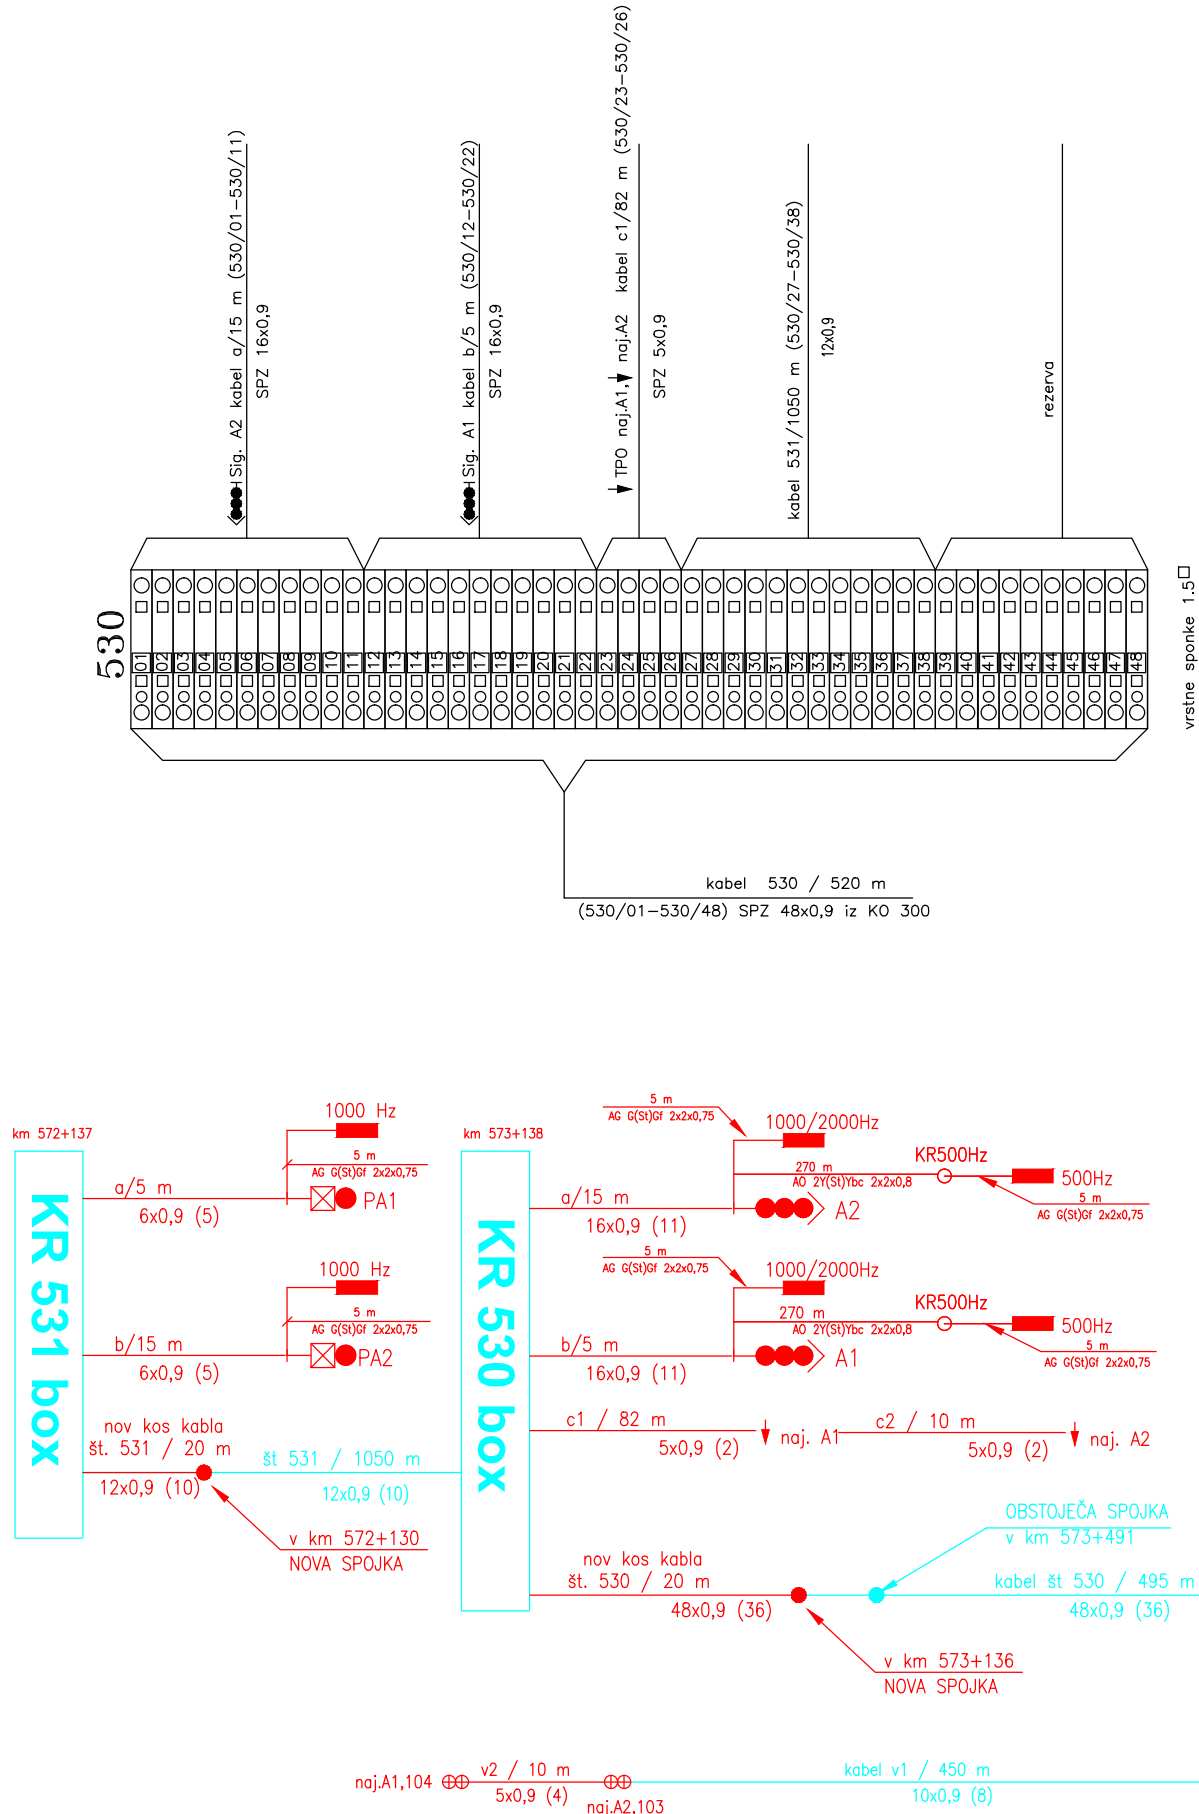 Sig. A2 kabel a/15 m (530/01-530/11)
SPZ 16x0,9
Sig. A1 kabel b/5 m (530/12-530/22)
SPZ 16x0,9
TPO naj.A1, naj.A2 kabel c1/82 m (530/23-530/26)
SPZ 5x0,9
kabel 531/1050 m (530/27-530/38)
12x0,9
rezerva
530
01
02
03
04
05
06
07
08
09
10
11
12
13
14
15
16
17
18
19
20
21
22
23
24
25
26
27
28
29
30
31
32
33
34
35
36
37
38
39
40
41
42
43
44
45
46
47
48
vrstne sponke 1.5
kabel 530 / 520 m
(530/01-530/48) SPZ 48x0,9 iz KO 300
km 572+137
KR 531 box
1000 Hz
5 m
AG G(St)Gf 2x2x0,75
a/5 m
6x0,9 (5)
PA1
1000 Hz
5 m
AG G(St)Gf 2x2x0,75
b/15 m
6x0,9 (5)
PA2
nov kos kabla
št. 531 / 20 m
12x0,9 (10)
št 531 / 1050 m
12x0,9 (10)
v km 572+130
NOVA SPOJKA
km 573+138
KR 530 box
5 m
AG G(St)Gf 2x2x0,75
1000/2000Hz
270 m
AO 2Y(St)Ybc 2x2x0,8
KR500Hz
500Hz
5 m
AG G(St)Gf 2x2x0,75
a/15 m
16x0,9 (11)
A2
5 m
AG G(St)Gf 2x2x0,75
1000/2000Hz
270 m
AO 2Y(St)Ybc 2x2x0,8
KR500Hz
500Hz
5 m
AG G(St)Gf 2x2x0,75
b/5 m
16x0,9 (11)
A1
c1 / 82 m
5x0,9 (2)
naj. A1
c2 / 10 m
5x0,9 (2)
naj. A2
OBSTOJEČA SPOJKA
v km 573+491
nov kos kabla
št. 530 / 20 m
48x0,9 (36)
kabel št 530 / 495 m
48x0,9 (36)
v km 573+136
NOVA SPOJKA
naj.A1,104
v2 / 10 m
5x0,9 (4)
naj.A2,103
kabel v1 / 450 m
10x0,9 (8)